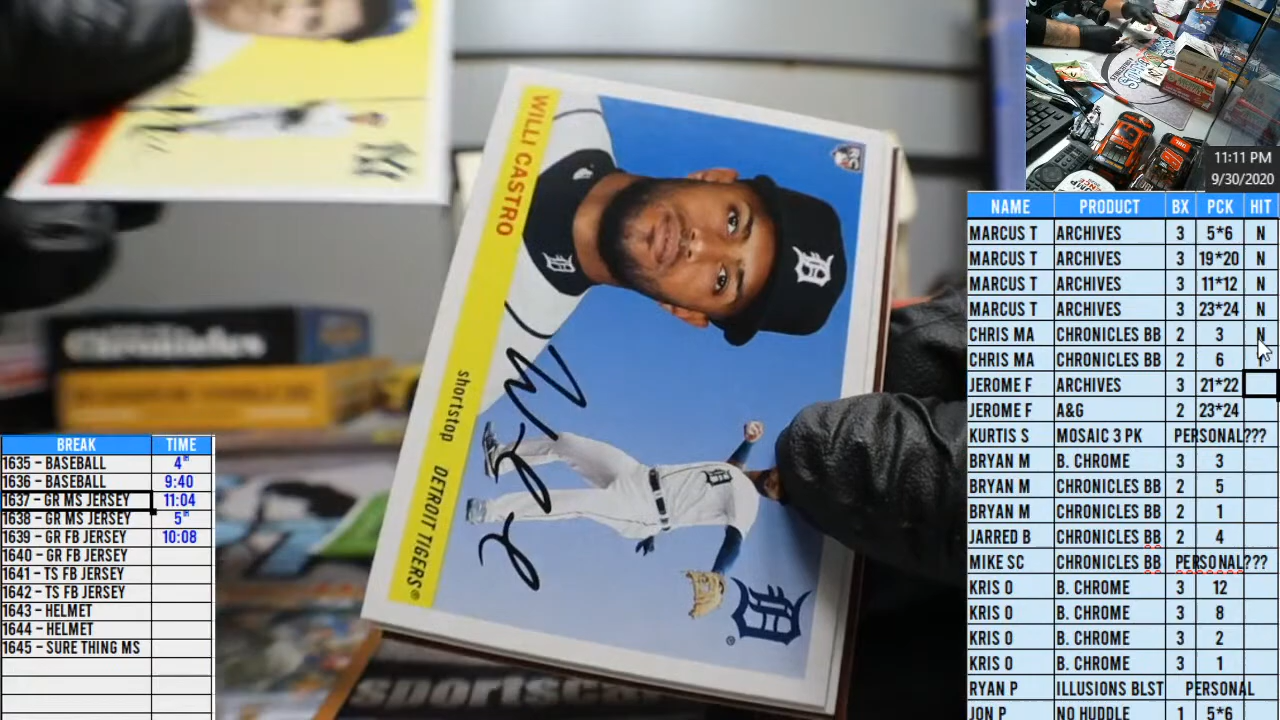 WILLI CASTRO
shortstop DETROIT TIGERS®
chronicles
sportscar
11:11 PM
9/30/2020
NAME PRODUCT BX PCK HIT
MARCUS T ARCHIVES 3 5*6 N
MARCUS T ARCHIVES 3 19*20 N
MARCUS T ARCHIVES 3 11*12 N
MARCUS T ARCHIVES 3 23*24 N
CHRIS MA CHRONICLES BB 2 3 N
CHRIS MA CHRONICLES BB 2 6
JEROME F ARCHIVES 3 21*22
JEROME F A&G 2 23*24
KURTIS S MOSAIC 3 PK PERSONAL???
BRYAN M B. CHROME 3 3
BRYAN M CHRONICLES BB 2 5
BRYAN M CHRONICLES BB 2 1
JARRED B CHRONICLES BB 2 4
MIKE SC CHRONICLES BB PERSONAL???
KRIS O B. CHROME 3 12
KRIS O B. CHROME 3 8
KRIS O B. CHROME 3 2
KRIS O B. CHROME 3 1
RYAN P ILLUSIONS BLST PERSONAL
JON P NO HUDDLE 1 5*6
BREAK TIME
1635 – BASEBALL 4th
1636 – BASEBALL 9:40
1637 – GR MS JERSEY 11:04
1638 – GR MS JERSEY 5th
1639 – GR FB JERSEY 10:08
1640 – GR FB JERSEY
1641 – TS FB JERSEY
1642 – TS FB JERSEY
1643 – HELMET
1644 – HELMET
1645 – SURE THING MS